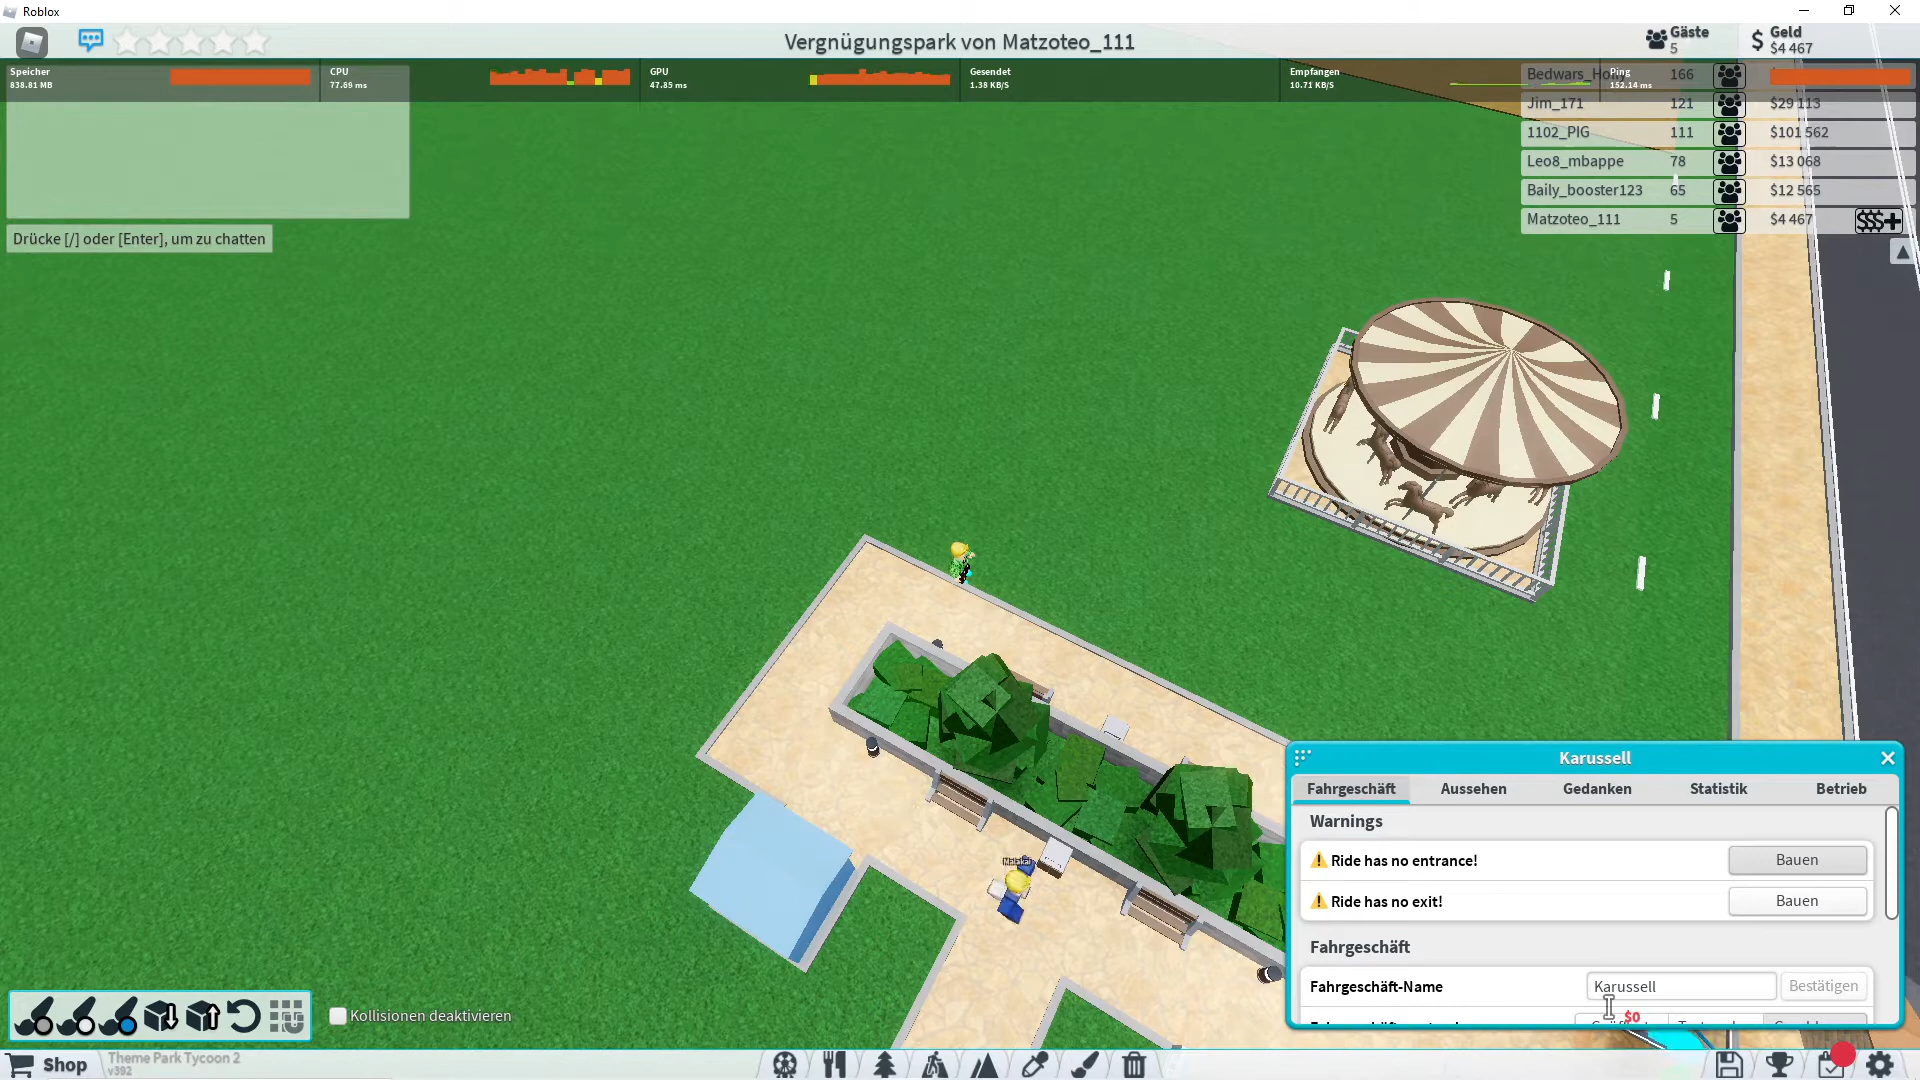 Roblox
Vergnügungspark von Matzoteo_111
Gäste
5
Geld
$4 467
Speicher
838.81 MB
CPU
77.69 ms
GPU
47.85 ms
Gesendet
1.38 KB/S
Empfangen
10.71 KB/S
Ping
152.14 ms
166
Jim_171 121 $29 113
1102_PIG 111 $101 562
Leo8_mbappe 78 $13 068
Baily_booster123 65 $12 565
Matzoteo_111 5 $4 467 $$$+
Drücke [/] oder [Enter], um zu chatten
Karussell
Fahrgeschäft Aussehen Gedanken Statistik Betrieb
Warnings
Ride has no entrance! Bauen
Ride has no exit! Bauen
Fahrgeschäft
Fahrgeschäft-Name Karussell Bestätigen
$0
Kollisionen deaktivieren
Shop
Theme Park Tycoon 2
v392